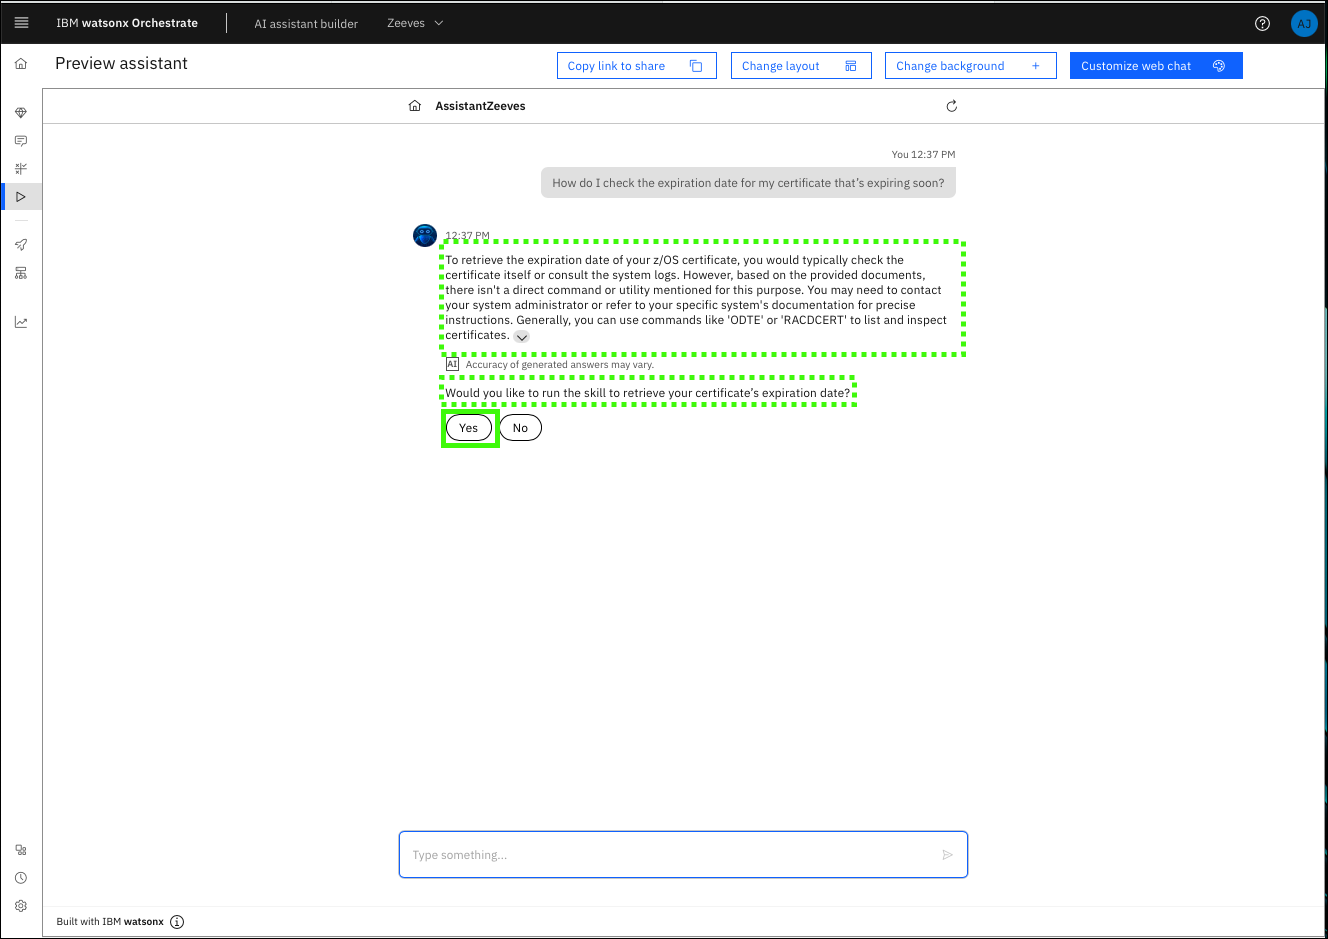 IBM watsonx Orchestrate
AI assistant builder
Zeeves
AJ
Preview assistant
Copy link to share
Change layout
Change background
Customize web chat
AssistantZeeves
You 12:37 PM
How do I check the expiration date for my certificate that’s expiring soon?
12:37 PM
To retrieve the expiration date of your z/OS certificate, you would typically check the
certificate itself or consult the system logs. However, based on the provided documents,
there isn't a direct command or utility mentioned for this purpose. You may need to contact
your system administrator or refer to your specific system's documentation for precise
instructions. Generally, you can use commands like 'ODTE' or 'RACDCERT' to list and inspect
certificates.
AI Accuracy of generated answers may vary.
Would you like to run the skill to retrieve your certificate’s expiration date?
Yes
No
Type something...
Built with IBM watsonx